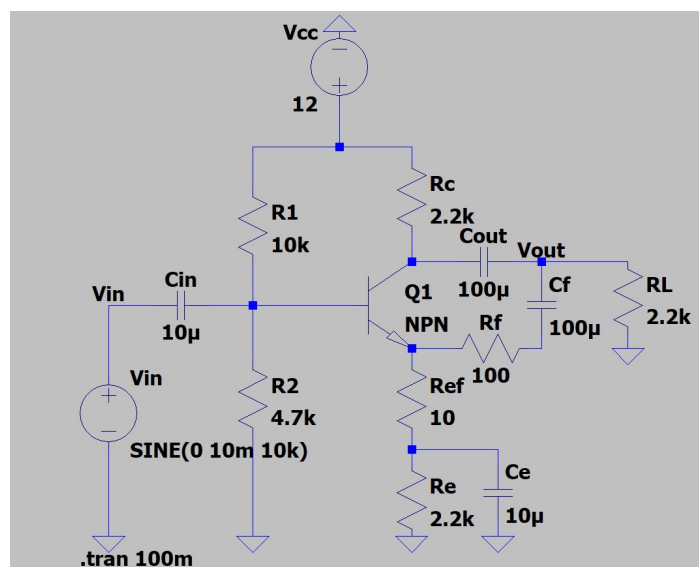 Vcc
12
R1
10k
Rc
2.2k
Cout
100µ
Vout
Cin
10µ
Vin
Q1
NPN
Rf
100
Cf
100µ
RL
2.2k
Vin
SINE(0 10m 10k)
R2
4.7k
Ref
10
Re
2.2k
Ce
10µ
.tran 100m